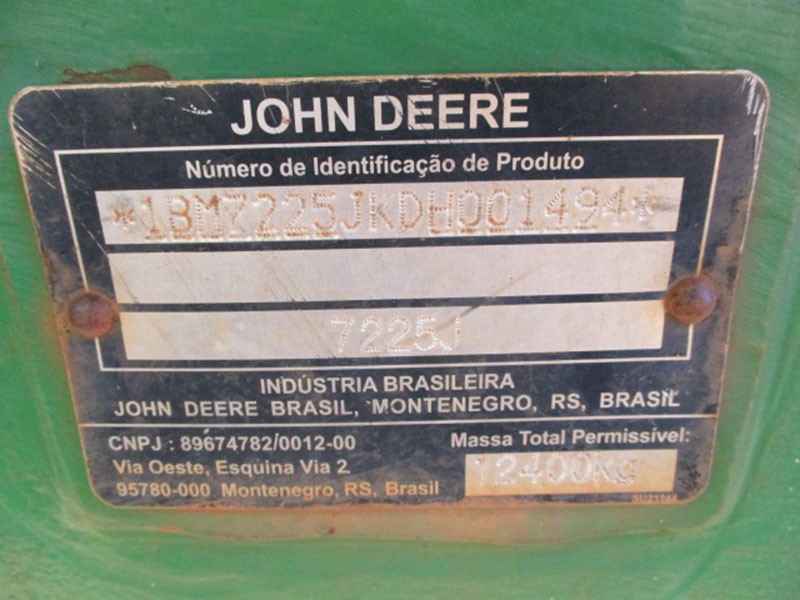 JOHN DEERE
Número de Identificação de Produto
*1BM7225JKDH001494*
7225J
INDÚSTRIA BRASILEIRA
JOHN DEERE BRASIL, MONTENEGRO, RS, BRASIL
CNPJ : 89674782/0012-00
Via Oeste, Esquina Via 2
95780-000 Montenegro, RS, Brasil
Massa Total Permissível:
12400KG